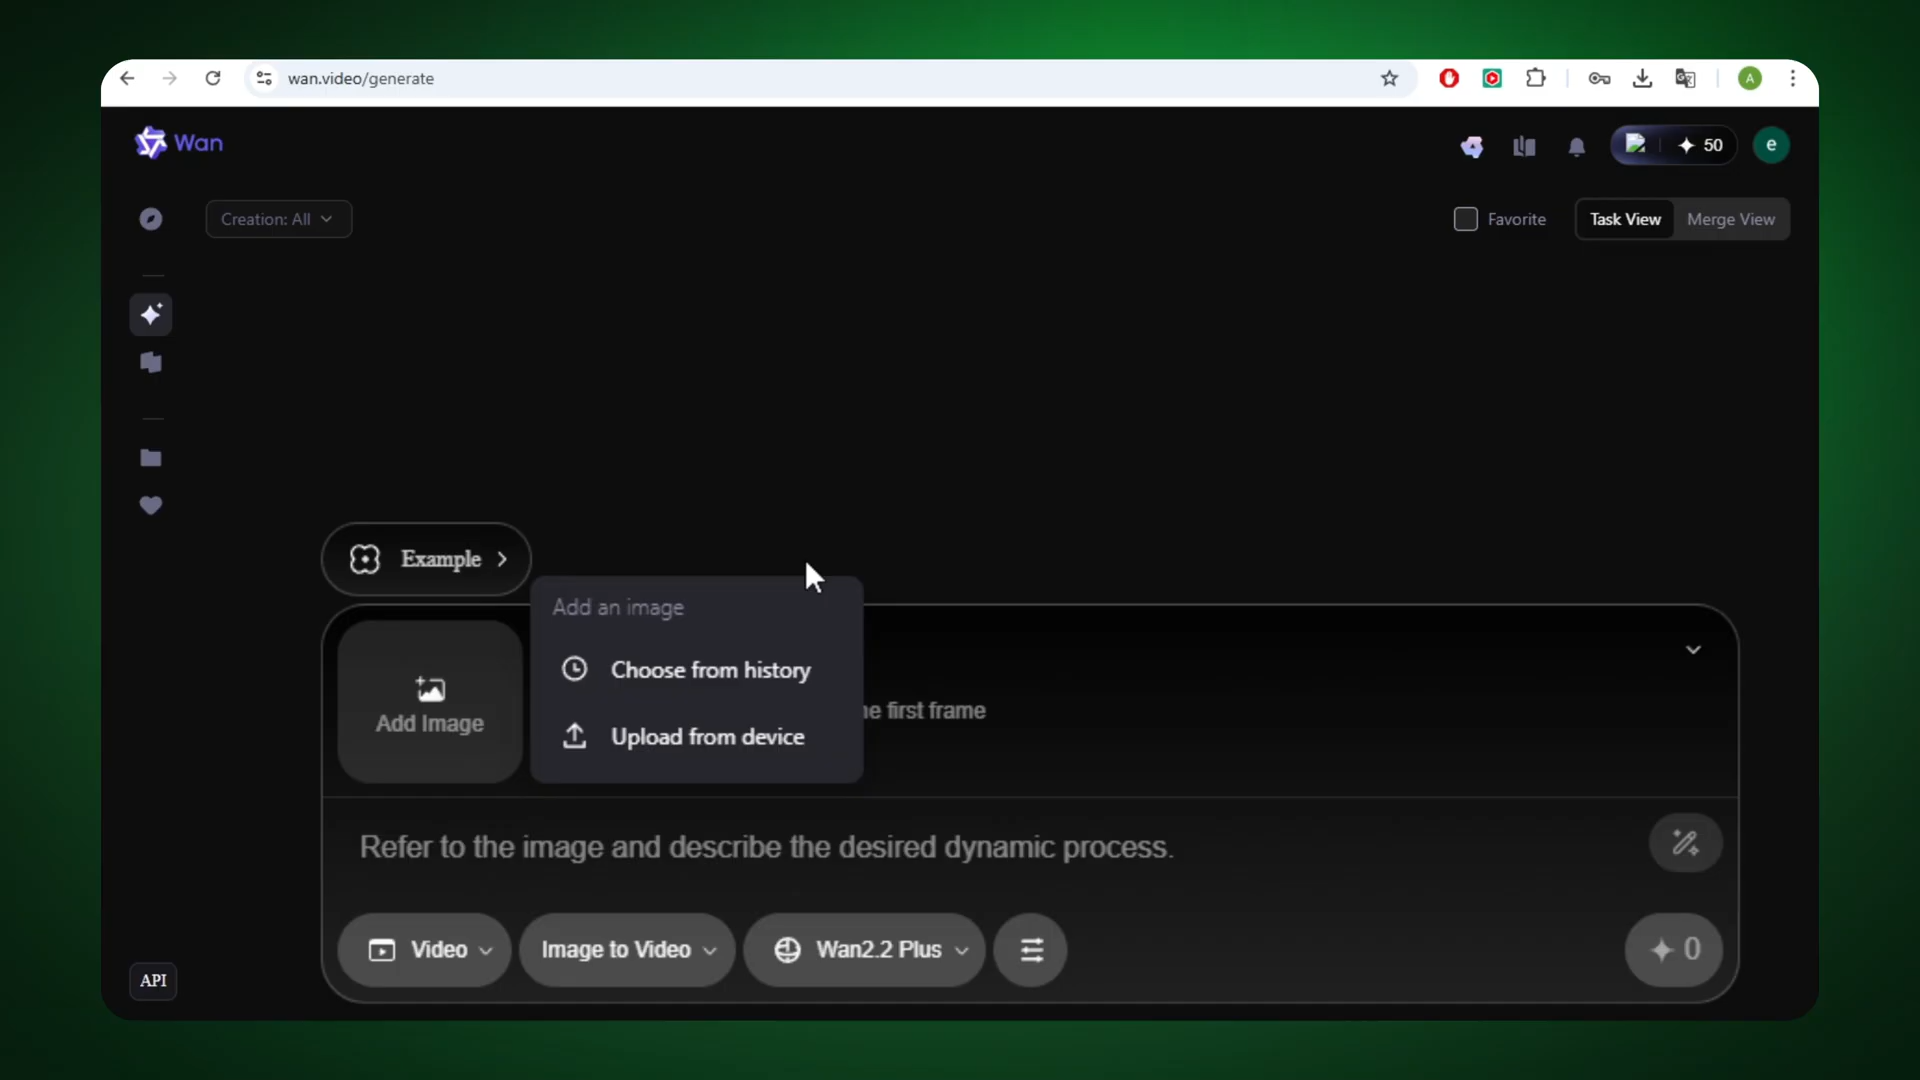 wan.video/generate
A
Wan
50
e
Creation: All
Favorite
Task View
Merge View
Example
Add an image
Choose from history
Upload from device
Add Image
first frame
Refer to the image and describe the desired dynamic process.
Video
Image to Video
Wan2.2 Plus
0
API